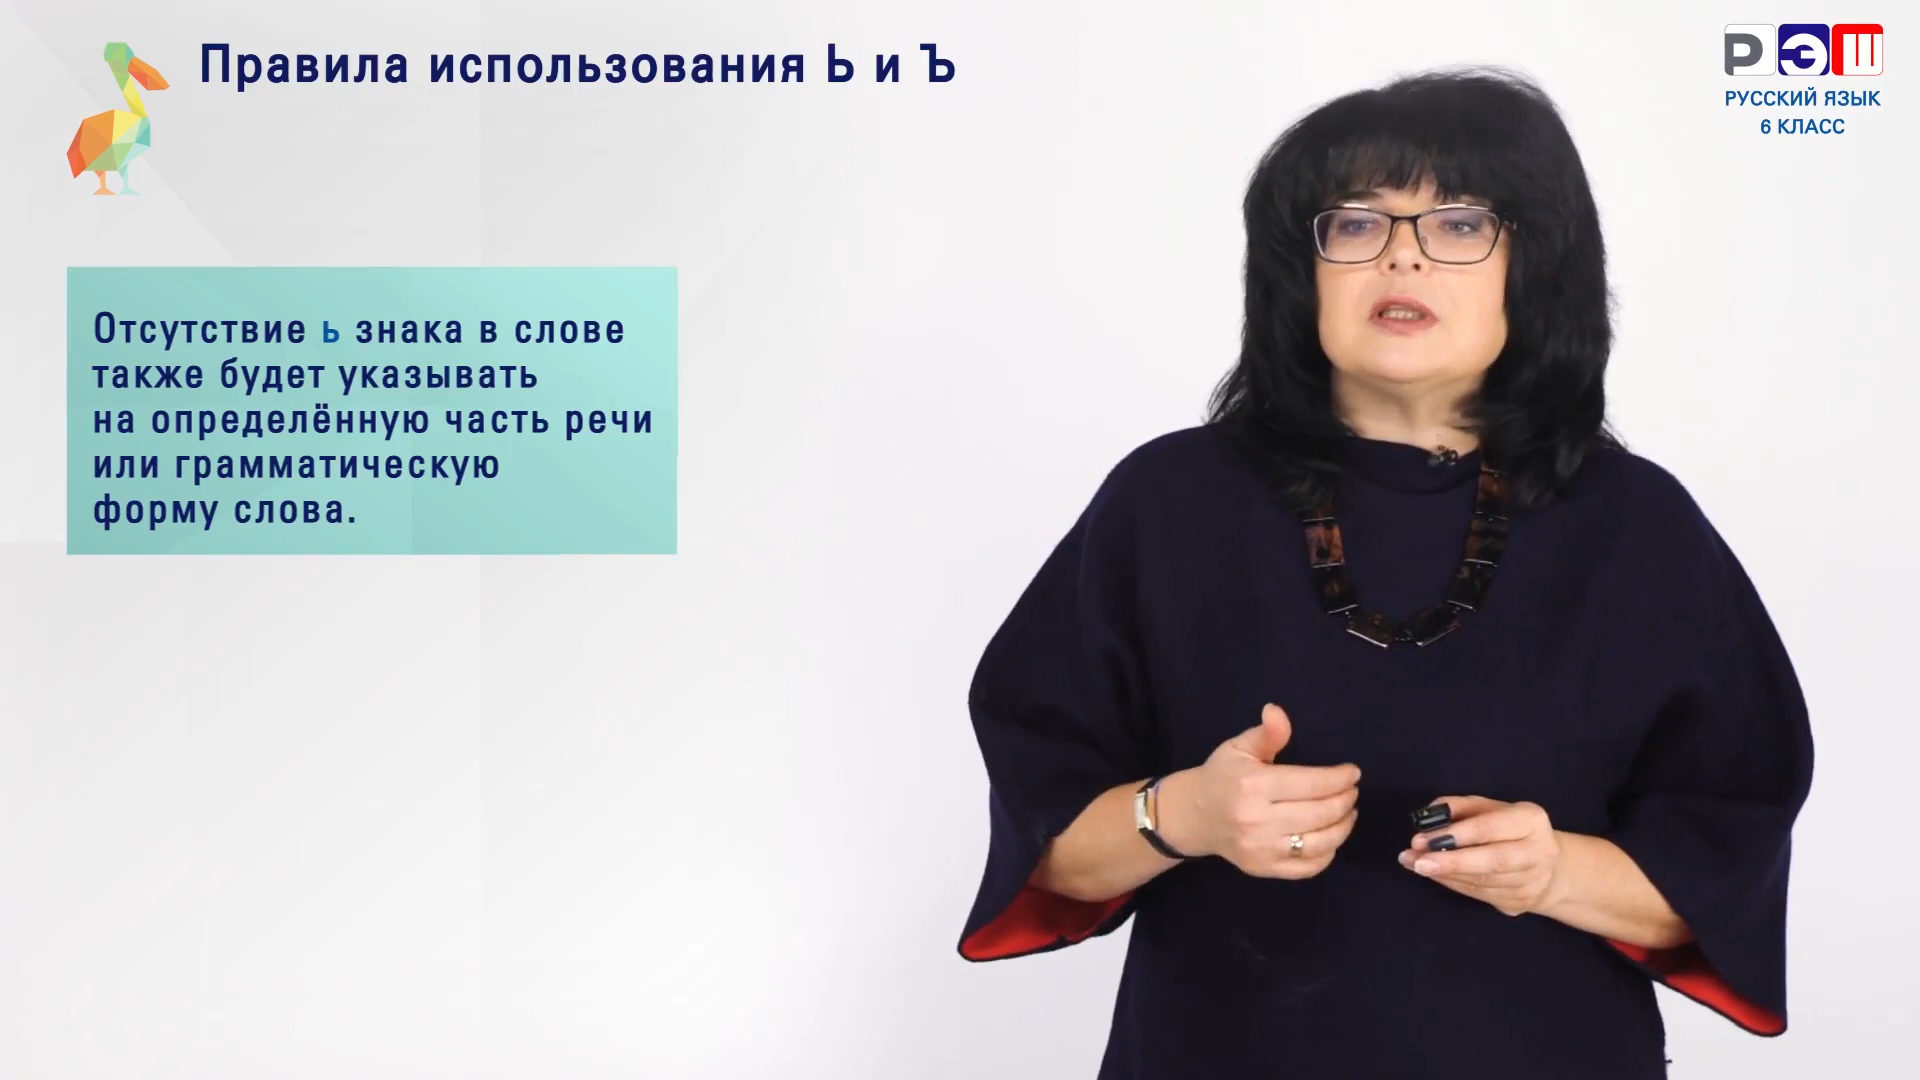 Правила использования Ь и Ъ
РЭШ
РУССКИЙ ЯЗЫК
6 КЛАСС
Отсутствие ь знака в слове
также будет указывать
на определённую часть речи
или грамматическую
форму слова.